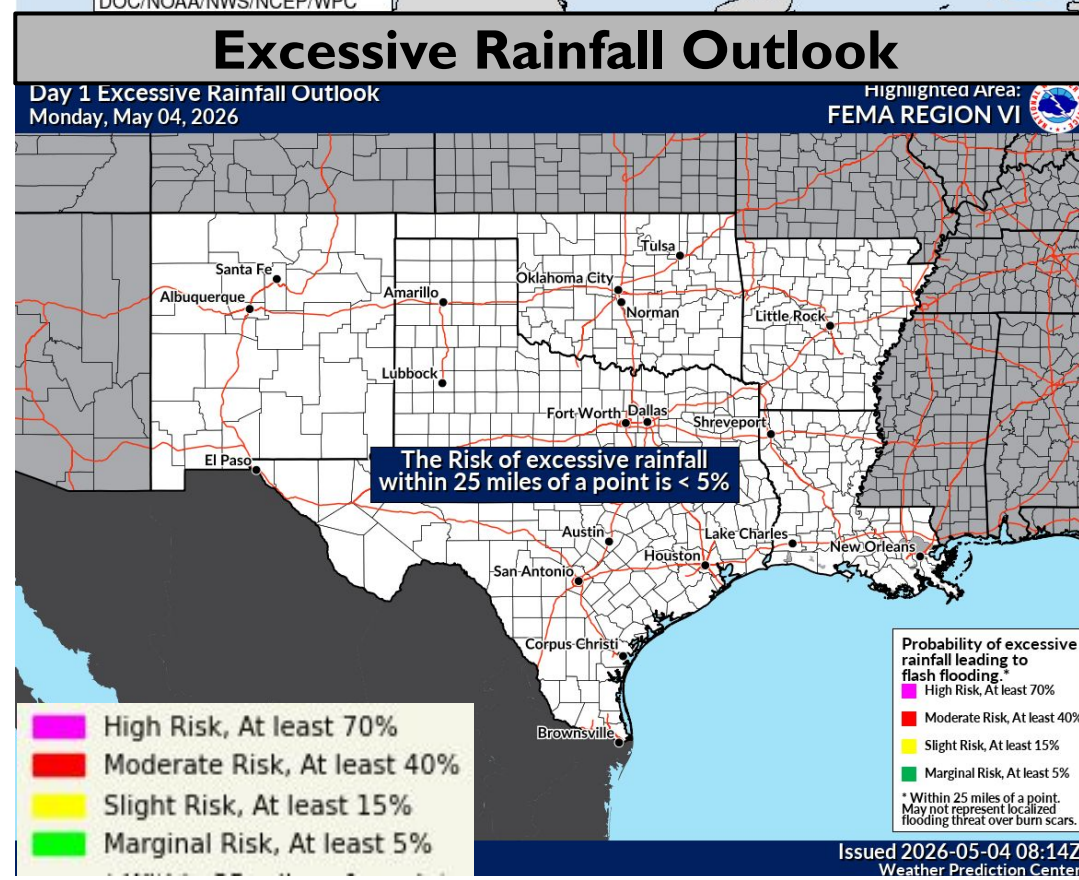 DOC/NOAA/NWS/NCEP/WPC
Excessive Rainfall Outlook
Day 1 Excessive Rainfall Outlook
Monday, May 04, 2026
Highlighted Area:
FEMA REGION VI
Tulsa
Santa Fe
Oklahoma City
Amarillo
Albuquerque
Norman
Little Rock
Lubbock
Fort Worth
Dallas
Shreveport
El Paso
The Risk of excessive rainfall
within 25 miles of a point is < 5%
Austin
Lake Charles
New Orleans
Houston
San Antonio
Corpus Christi
Brownsville
Probability of excessive
rainfall leading to
flash flooding.*
High Risk, At least 70%
Moderate Risk, At least 40%
Slight Risk, At least 15%
Marginal Risk, At least 5%
* Within 25 miles of a point.
May not represent localized
flooding threat over burn scars.
High Risk, At least 70%
Moderate Risk, At least 40%
Slight Risk, At least 15%
Marginal Risk, At least 5%
Issued 2026-05-04 08:14Z
Weather Prediction Center